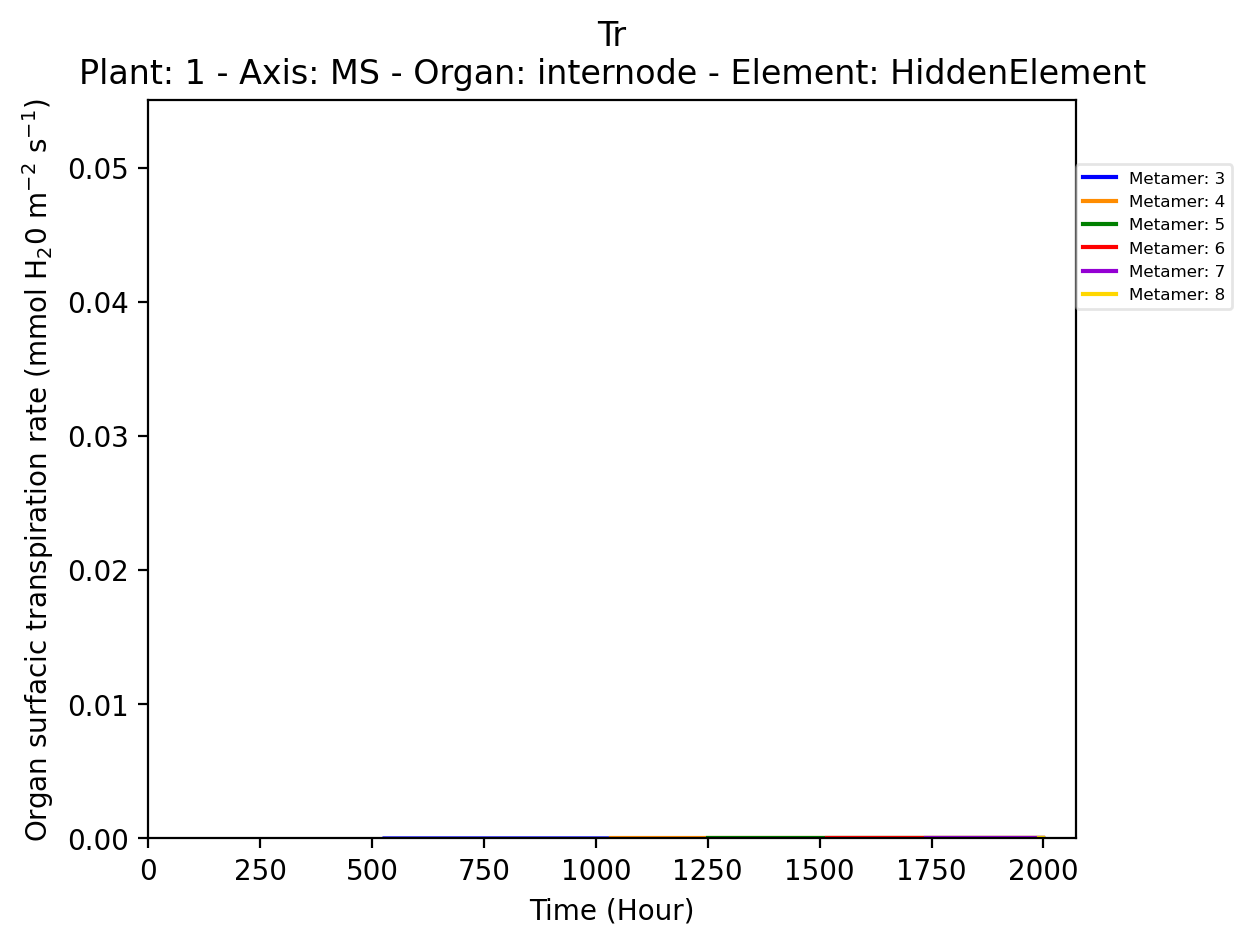 Tr
Plant: 1 - Axis: MS - Organ: internode - Element: HiddenElement
Organ surfacic transpiration rate (mmol H₂0 m⁻² s⁻¹)
0.05
0.04
0.03
0.02
0.01
0.00
0 250 500 750 1000 1250 1500 1750 2000
Time (Hour)
Metamer: 3
Metamer: 4
Metamer: 5
Metamer: 6
Metamer: 7
Metamer: 8